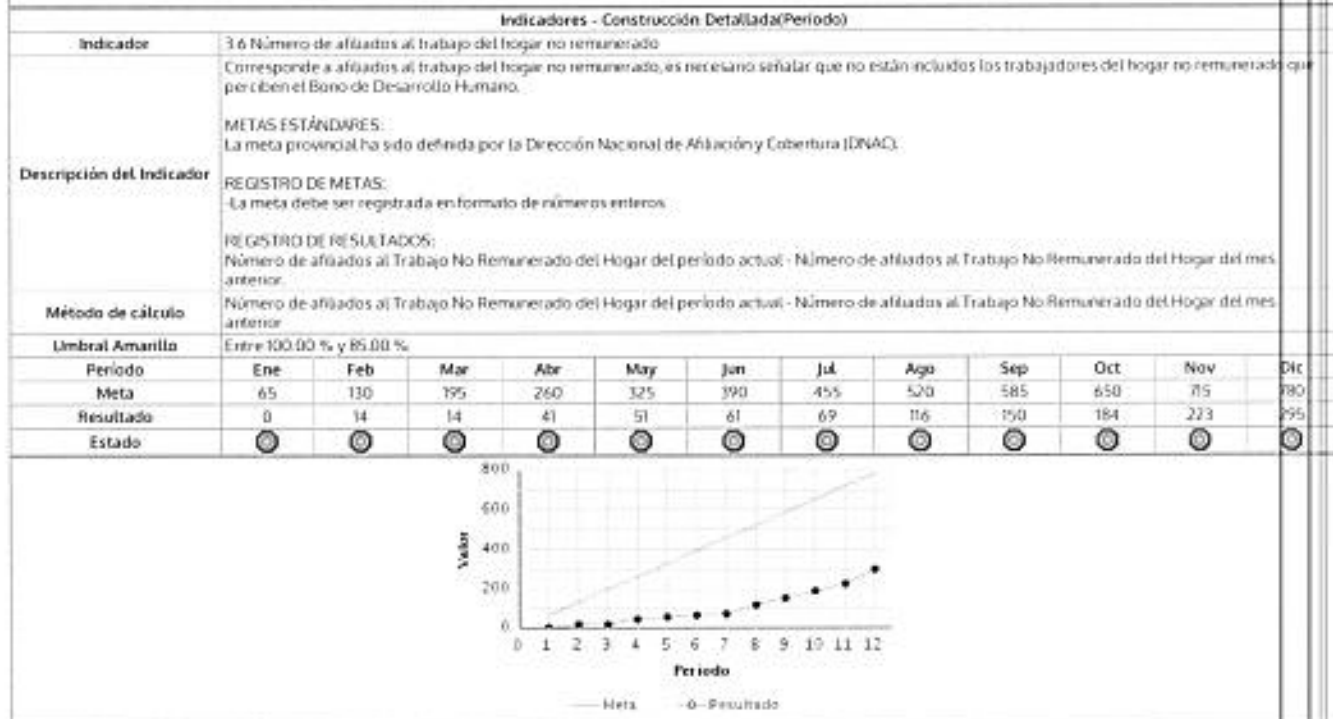 Indicadores - Construcción Detallada(Periodo)
Indicador 3.6 Número de afiliados al trabajo del hogar no remunerado
Descripción del Indicador
Corresponde a afiliados al trabajo del hogar no remunerado, es necesario señalar que no están incluidos los trabajadores del hogar no remunerado que
perciben el Bono de Desarrollo Humano.
METAS ESTÁNDARES:
La meta provincial ha sido definida por la Dirección Nacional de Afiliación y Cobertura (DNAC).
REGISTRO DE METAS:
-La meta debe ser registrada en formato de números enteros
REGISTRO DE RESULTADOS:
Número de afiliados al Trabajo No Remunerado del Hogar del período actual - Número de afiliados al Trabajo No Remunerado del Hogar del mes
anterior.
Método de cálculo
Número de afiliados al Trabajo No Remunerado del Hogar del período actual - Número de afiliados al Trabajo No Remunerado del Hogar del mes
anterior
Umbral Amarillo Entre 100.00 % y 85.00 %
Período Ene Feb Mar Abr May Jun Jul Ago Sep Oct Nov Dic
Meta 65 130 195 260 325 390 455 520 585 650 715 780
Resultado 0 14 14 41 51 61 69 116 150 184 223 295
Estado
800
600
400
200
0
Valor
0 1 2 3 4 5 6 7 8 9 10 11 12
Periodo
Meta Resultado